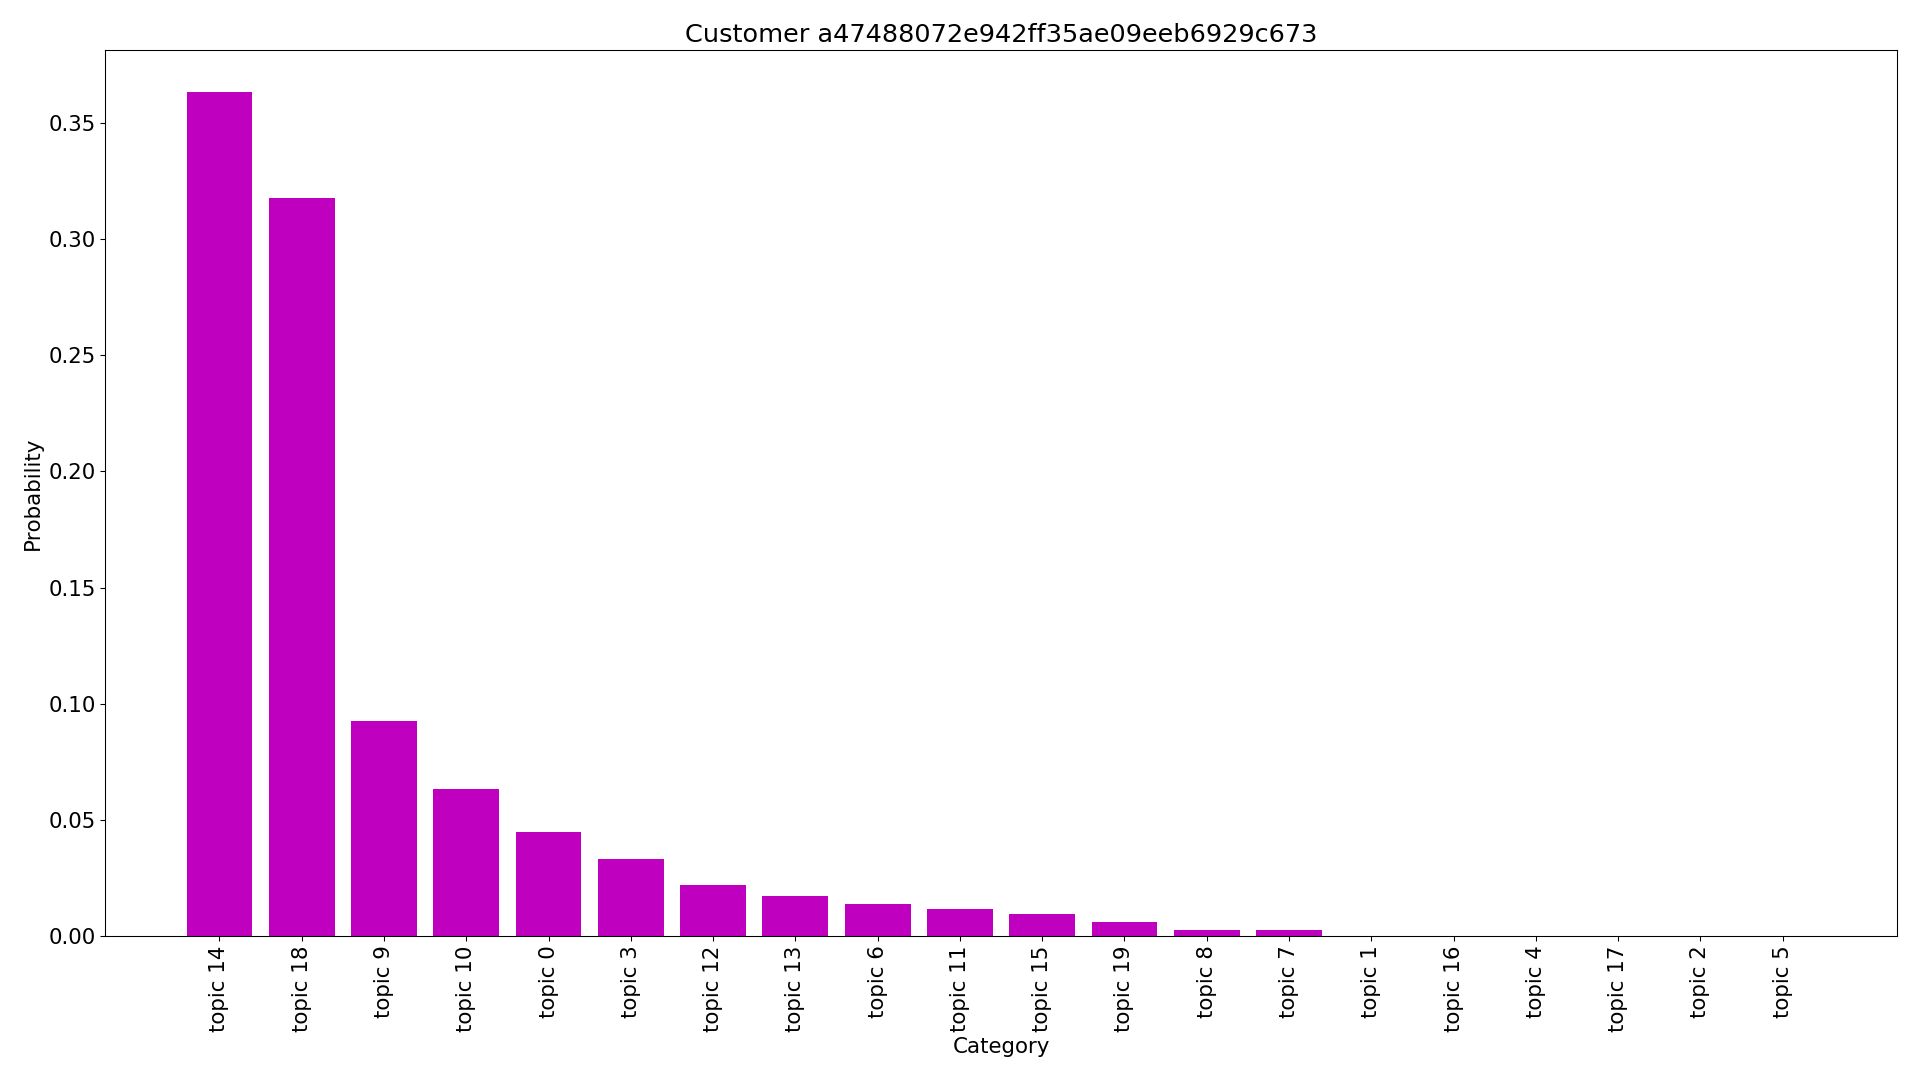 Customer a47488072e942ff35ae09eeb6929c673
Probability
0.35
0.30
0.25
0.20
0.15
0.10
0.05
0.00
topic 14
topic 18
topic 9
topic 10
topic 0
topic 3
topic 12
topic 13
topic 6
topic 11
topic 15
topic 19
topic 8
topic 7
topic 1
topic 16
topic 4
topic 17
topic 2
topic 5
Category